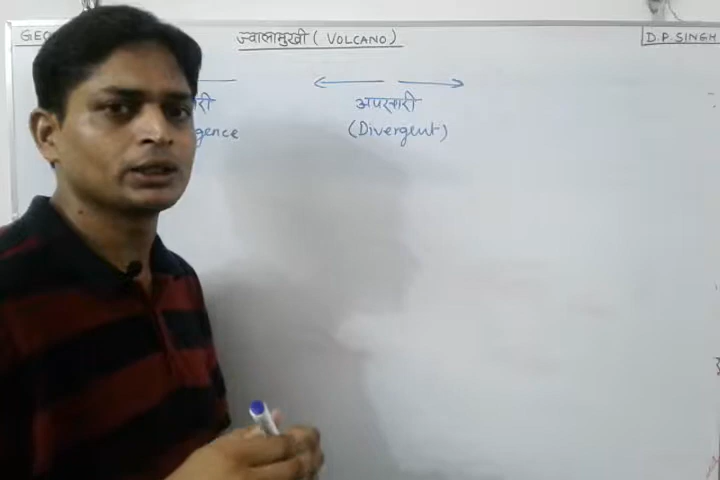 ज्वालामुखी ( VOLCANO )
D.P SINGH
अपसारी
(Divergent)